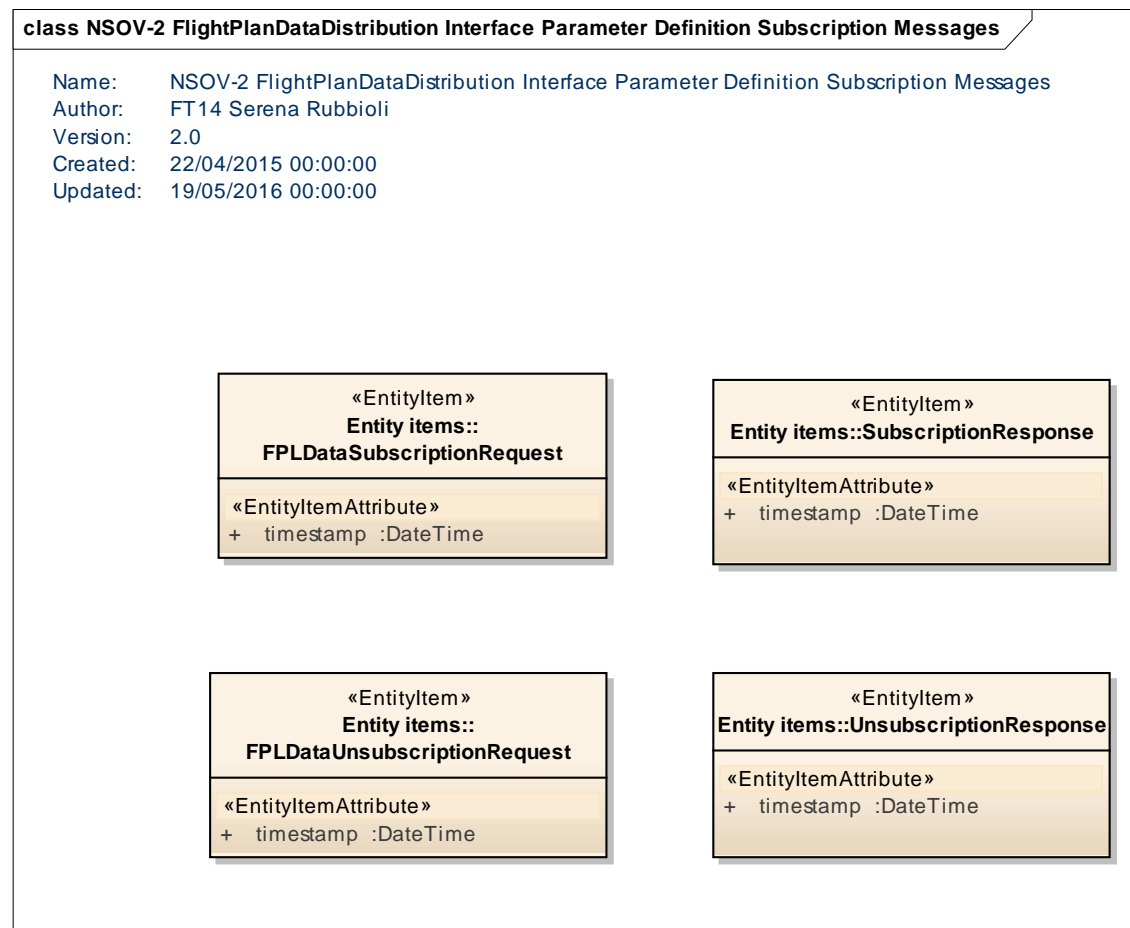 class NSOV-2 FlightPlanDataDistribution Interface Parameter Definition Subscription Messages
Name: NSOV-2 FlightPlanDataDistribution Interface Parameter Definition Subscription Messages
Author: FT14 Serena Rubbioli
Version: 2.0
Created: 22/04/2015 00:00:00
Updated: 19/05/2016 00:00:00
«EntityItem»
Entity items::
FPLDataSubscriptionRequest
«EntityItemAttribute»
+ timestamp :DateTime
«EntityItem»
Entity items::SubscriptionResponse
«EntityItemAttribute»
+ timestamp :DateTime
«EntityItem»
Entity items::
FPLDataUnsubscriptionRequest
«EntityItemAttribute»
+ timestamp :DateTime
«EntityItem»
Entity items::UnsubscriptionResponse
«EntityItemAttribute»
+ timestamp :DateTime